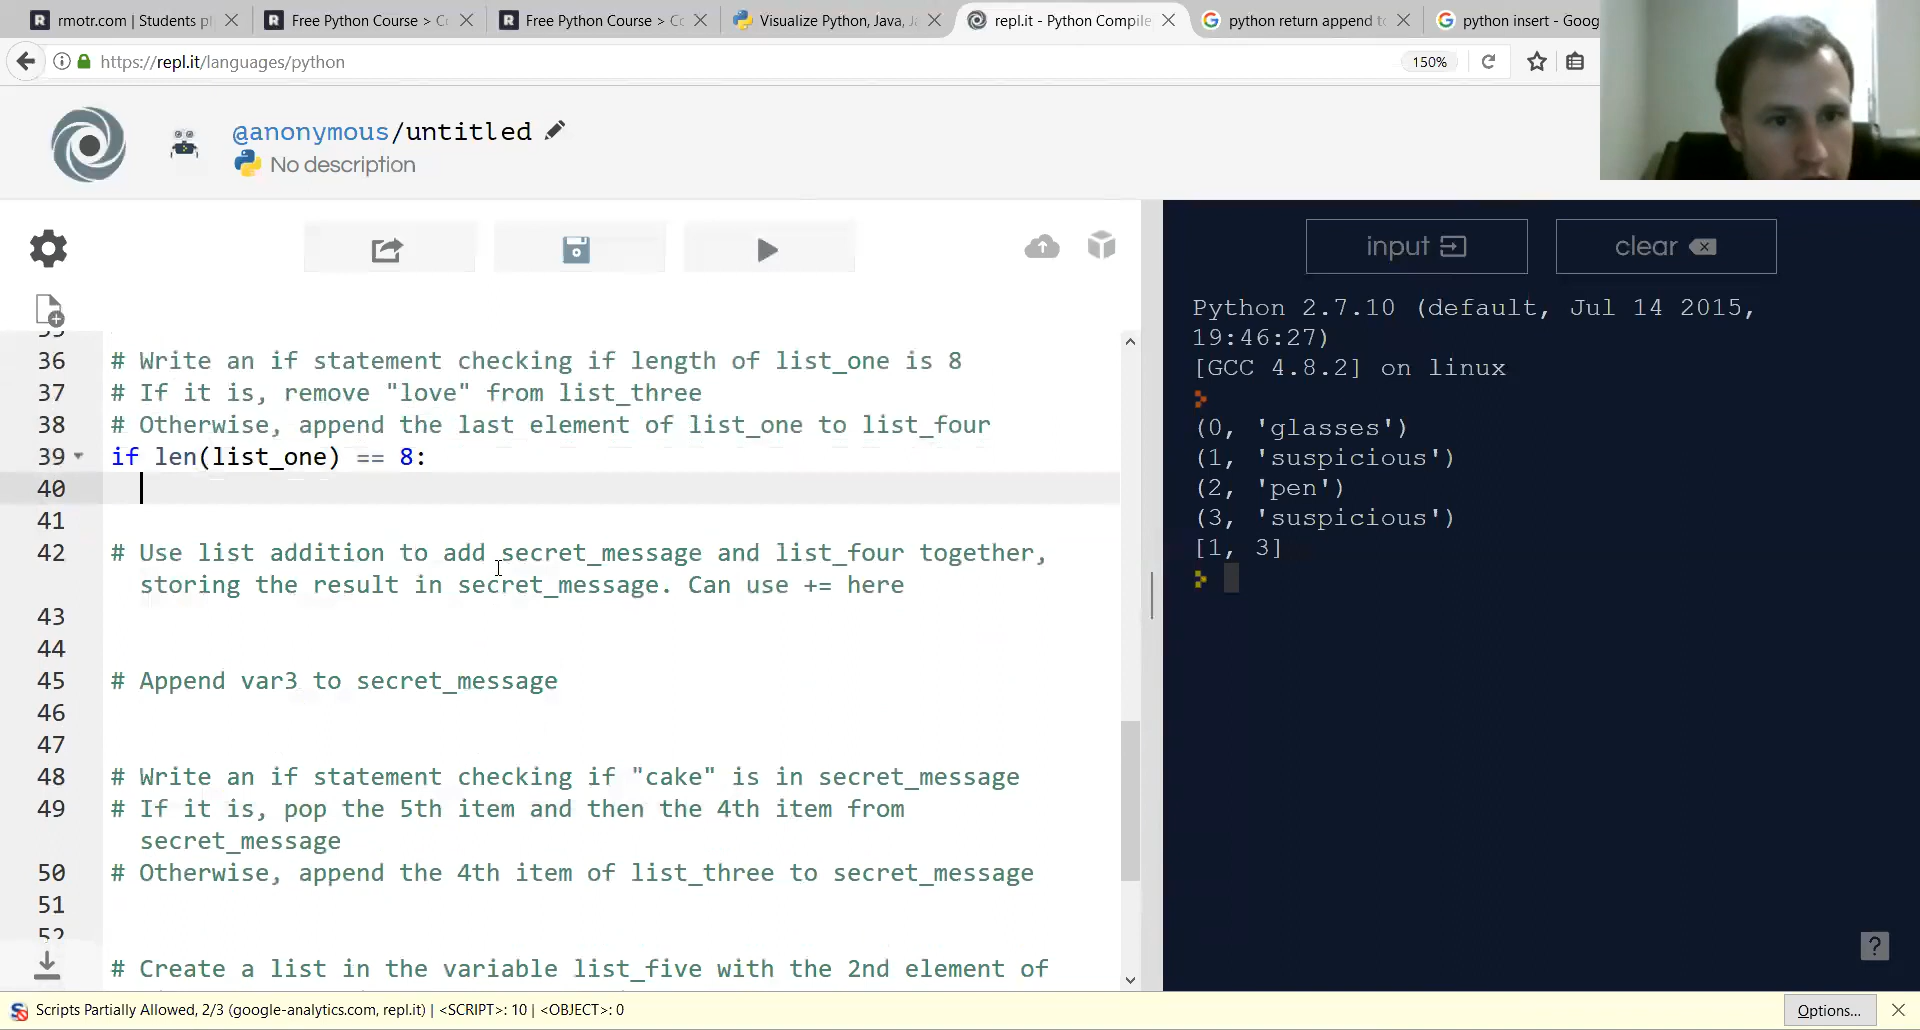 rmotr.com | Students pl
Free Python Course > Co
Free Python Course > Co
Visualize Python, Java, Ja
repl.it - Python Compile
python return append to
python insert - Goog
https://repl.it/languages/python
150%
@anonymous/untitled
No description
input
clear
36 # Write an if statement checking if length of list_one is 8
37 # If it is, remove "love" from list_three
38 # Otherwise, append the last element of list_one to list_four
39 if len(list_one) == 8:
40
41
42 # Use list addition to add secret_message and list_four together,
storing the result in secret_message. Can use += here
43
44
45 # Append var3 to secret_message
46
47
48 # Write an if statement checking if "cake" is in secret_message
49 # If it is, pop the 5th item and then the 4th item from
secret_message
50 # Otherwise, append the 4th item of list_three to secret_message
51
52
# Create a list in the variable list_five with the 2nd element of
Python 2.7.10 (default, Jul 14 2015,
19:46:27)
[GCC 4.8.2] on linux
(0, 'glasses')
(1, 'suspicious')
(2, 'pen')
(3, 'suspicious')
[1, 3]
?
Scripts Partially Allowed, 2/3 (google-analytics.com, repl.it) | <SCRIPT>: 10 | <OBJECT>: 0
Options...